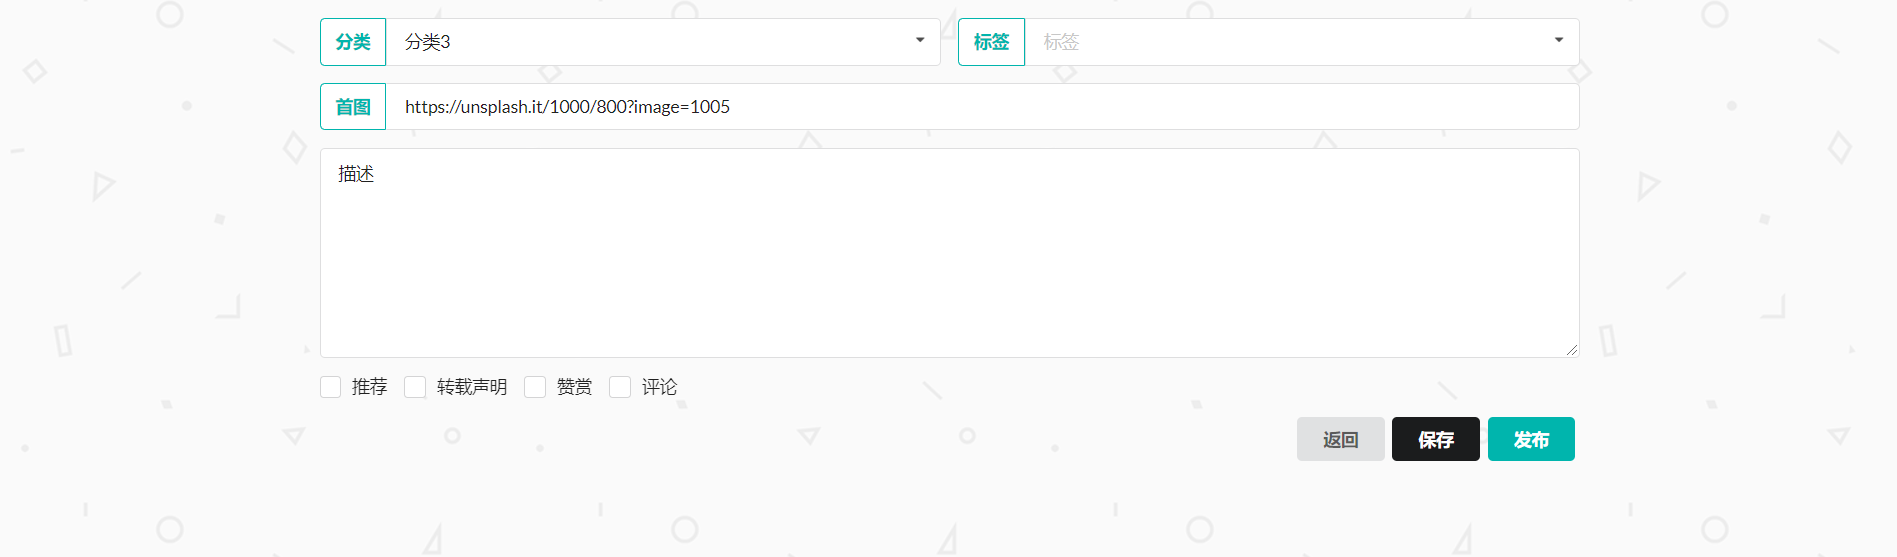 分类 分类3 标签 标签
首图 https://unsplash.it/1000/800?image=1005
描述
推荐 转载声明 赞赏 评论
返回 保存 发布